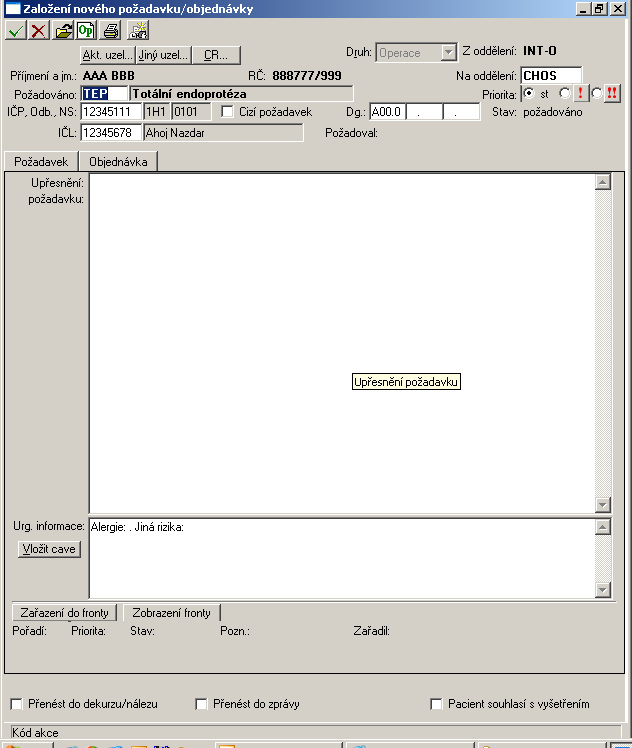 Založení nového požadavku/objednávky
Op
Akt. uzel... Jiný uzel... CR... Druh: Operace Z oddělení: INT-O
Příjmení a jm.: AAA BBB RČ: 888777/999 Na oddělení: CHOS
Požadováno: TEP Totální endoprotéza Priorita: st ! !!
IČP, Odb., NS: 12345111 1H1 0101 Cizí požadavek Dg.: A00.0 . . Stav: požadováno
IČL: 12345678 Ahoj Nazdar Požadoval:
Požadavek Objednávka
Upřesnění:
požadavku:
Upřesnění požadavku
Urg. informace: Alergie: . Jiná rizika:
Vložit cave
Zařazení do fronty Zobrazení fronty
Pořadí: Priorita: Stav: Pozn.: Zařadil:
Přenést do dekurzu/nálezu Přenést do zprávy Pacient souhlasí s vyšetřením
Kód akce